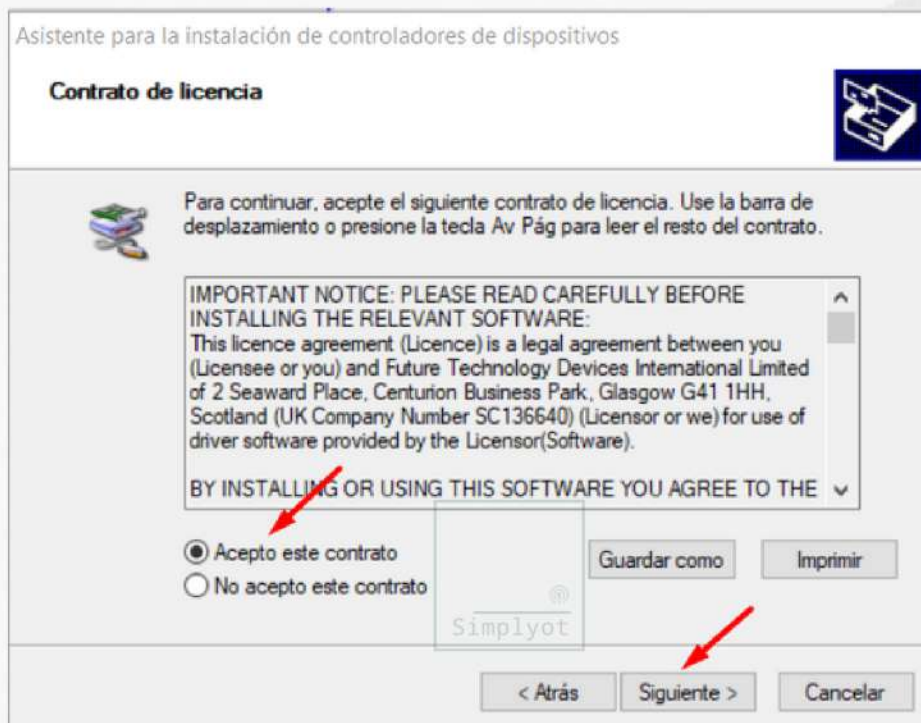 Asistente para la instalación de controladores de dispositivos
Contrato de licencia
Para continuar, acepte el siguiente contrato de licencia. Use la barra de
desplazamiento o presione la tecla Av Pág para leer el resto del contrato.
IMPORTANT NOTICE: PLEASE READ CAREFULLY BEFORE
INSTALLING THE RELEVANT SOFTWARE:
This licence agreement (Licence) is a legal agreement between you
(Licensee or you) and Future Technology Devices International Limited
of 2 Seaward Place, Centurion Business Park, Glasgow G41 1HH,
Scotland (UK Company Number SC136640) (Licensor or we) for use of
driver software provided by the Licensor(Software).
BY INSTALLING OR USING THIS SOFTWARE YOU AGREE TO THE
Acepto este contrato
No acepto este contrato
Guardar como
Imprimir
Simplyot
< Atrás
Siguiente >
Cancelar